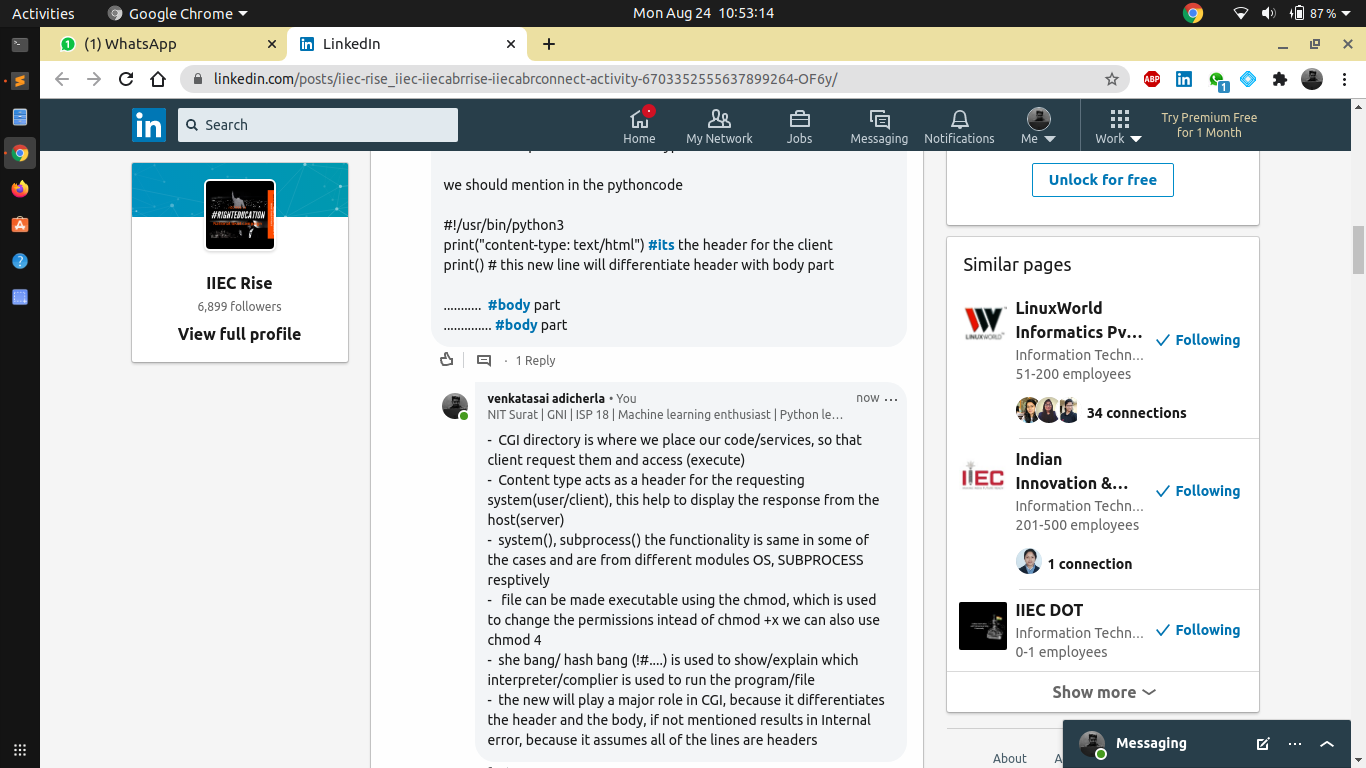 Activities
Google Chrome
Mon Aug 24 10:53:14
87 %
(1) WhatsApp
LinkedIn
linkedin.com/posts/iiec-rise_iiec-iiecabrrise-iiecabrconnect-activity-6703352555637899264-OF6y/
ABP
1
in
Search
Home
My Network
Jobs
Messaging
Notifications
Me
Work
Try Premium Free
for 1 Month
#RIGHTEDUCATION
IIEC Rise
6,899 followers
View full profile
we should mention in the pythoncode
#!/usr/bin/python3
print("content-type: text/html") #its the header for the client
print() # this new line will differentiate header with body part
........... #body part
.............. #body part
· 1 Reply
venkatasai adicherla • You
now ...
NIT Surat | GNI | ISP 18 | Machine learning enthusiast | Python le...
- CGI directory is where we place our code/services, so that
client request them and access (execute)
- Content type acts as a header for the requesting
system(user/client), this help to display the response from the
host(server)
- system(), subprocess() the functionality is same in some of
the cases and are from different modules OS, SUBPROCESS
resptively
- file can be made executable using the chmod, which is used
to change the permissions intead of chmod +x we can also use
chmod 4
- she bang/ hash bang (!#....) is used to show/explain which
interpreter/complier is used to run the program/file
- the new will play a major role in CGI, because it differentiates
the header and the body, if not mentioned results in Internal
error, because it assumes all of the lines are headers
Unlock for free
Similar pages
LINUXWORLD
LinuxWorld
Informatics Pv...
Following
Information Techn...
51-200 employees
34 connections
IIEC
Indian
Innovation &...
Following
Information Techn...
201-500 employees
1 connection
IIEC DOT
Following
Information Techn...
0-1 employees
Show more
About
Messaging